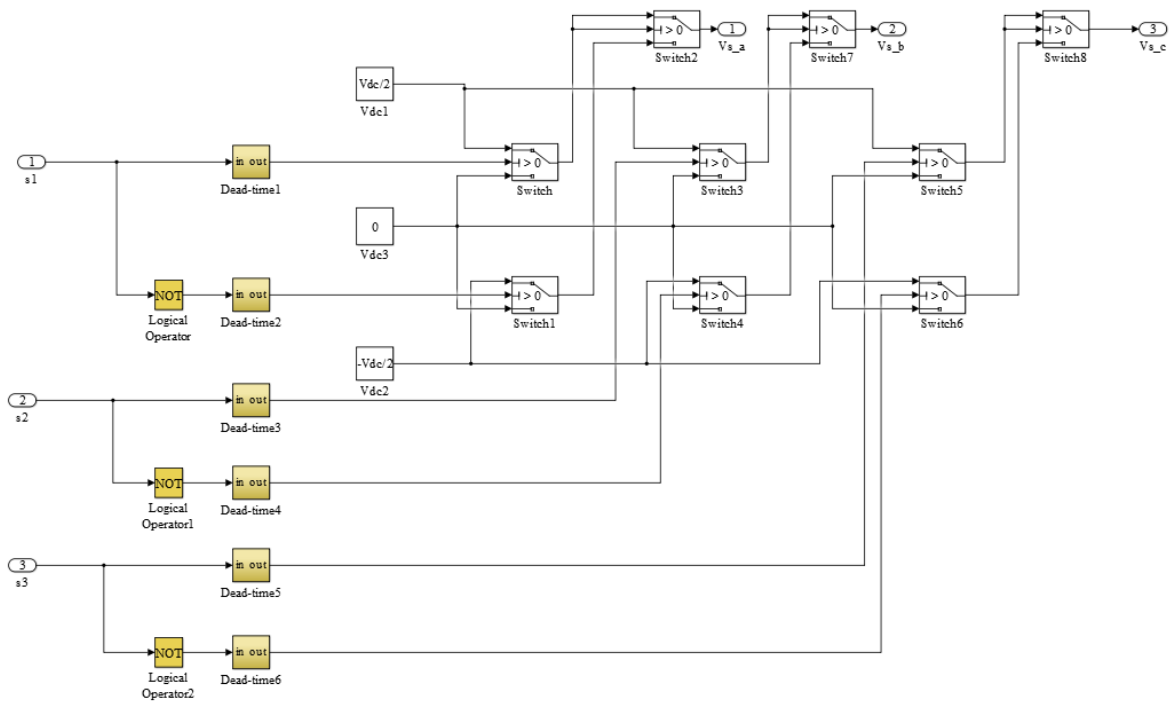 > 0
1
Vs_a
Switch2
> 0
2
Vs_b
Switch7
> 0
3
Vs_c
Switch8
Vdc/2
Vdc1
1
s1
in out
Dead-time1
> 0
Switch
> 0
Switch3
> 0
Switch5
0
Vdc3
NOT
Logical
Operator
in out
Dead-time2
> 0
Switch1
> 0
Switch4
> 0
Switch6
-Vdc/2
Vdc2
2
s2
in out
Dead-time3
NOT
Logical
Operator1
in out
Dead-time4
3
s3
in out
Dead-time5
NOT
Logical
Operator2
in out
Dead-time6